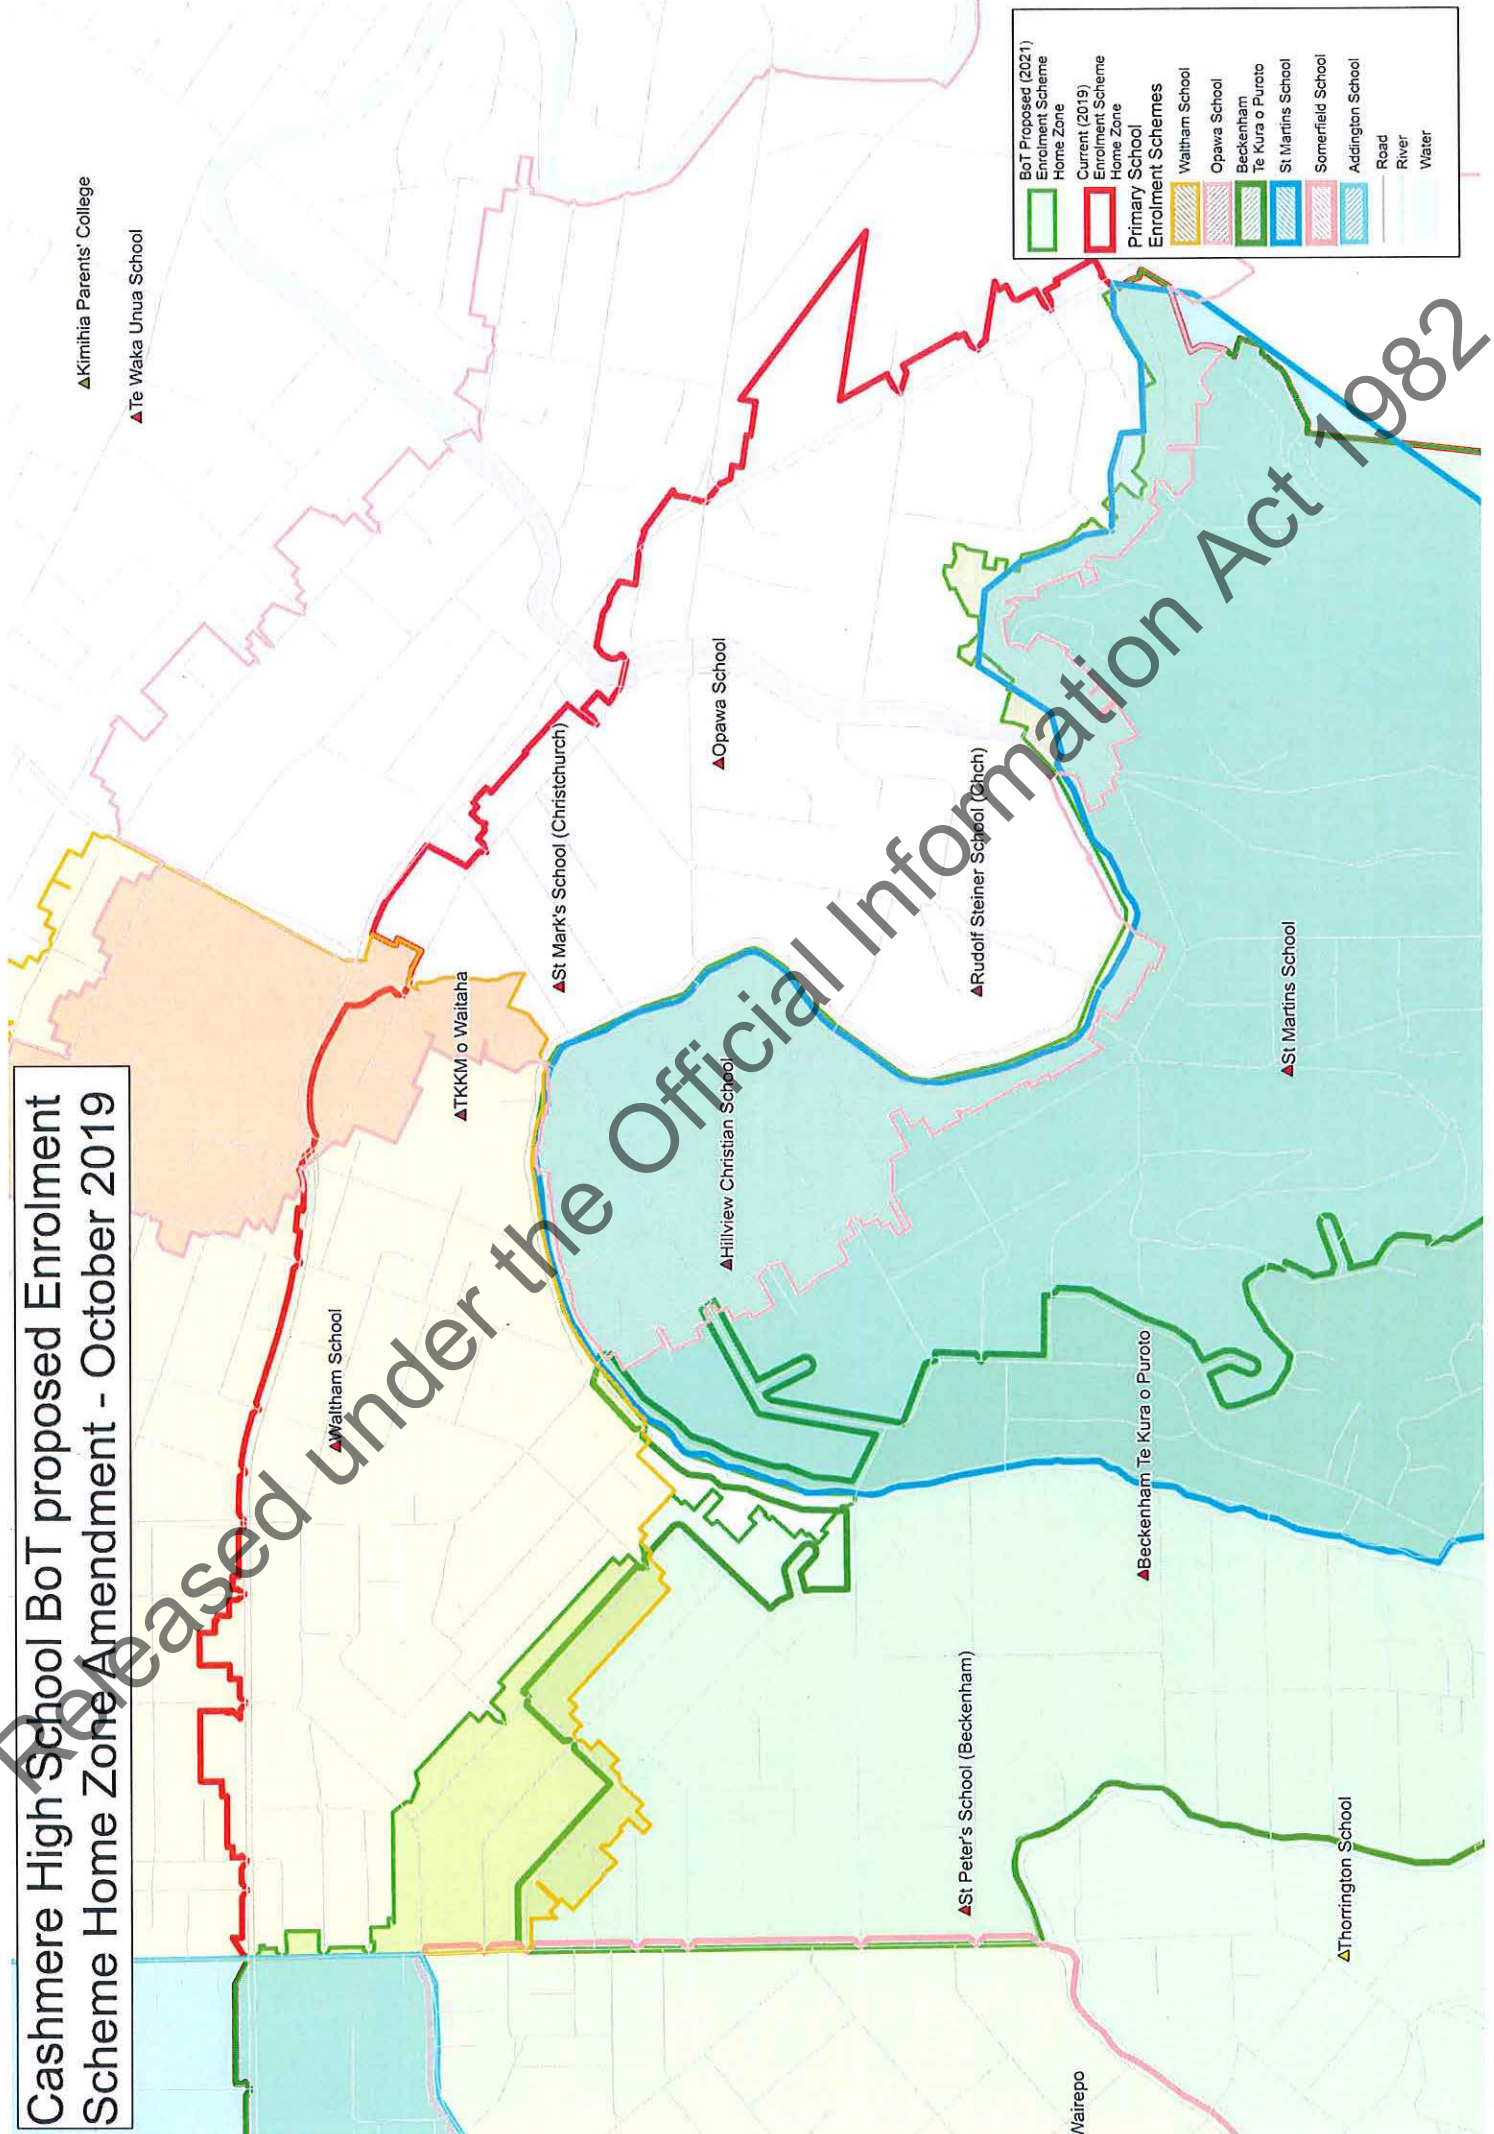 Cashmere High School BoT proposed Enrolment
Scheme Home Zone Amendment - October 2019
Kimihia Parents' College
Te Waka Unua School
BoT Proposed (2021)
Enrolment Scheme
Home Zone
Current (2019)
Enrolment Scheme
Home Zone
Primary School
Enrolment Schemes
Waltham School
Opawa School
Beckenham
Te Kura o Puroto
St Martins School
Somerfield School
Addington School
Road
River
Water
Waltham School
TKKM o Waitaha
St Mark's School (Christchurch)
Opawa School
Hillview Christian School
Rudolf Steiner School (Chch)
St Martins School
Beckenham Te Kura o Puroto
St Peter's School (Beckenham)
Thorrington School
Wairepo
Released under the Official Information Act 1982